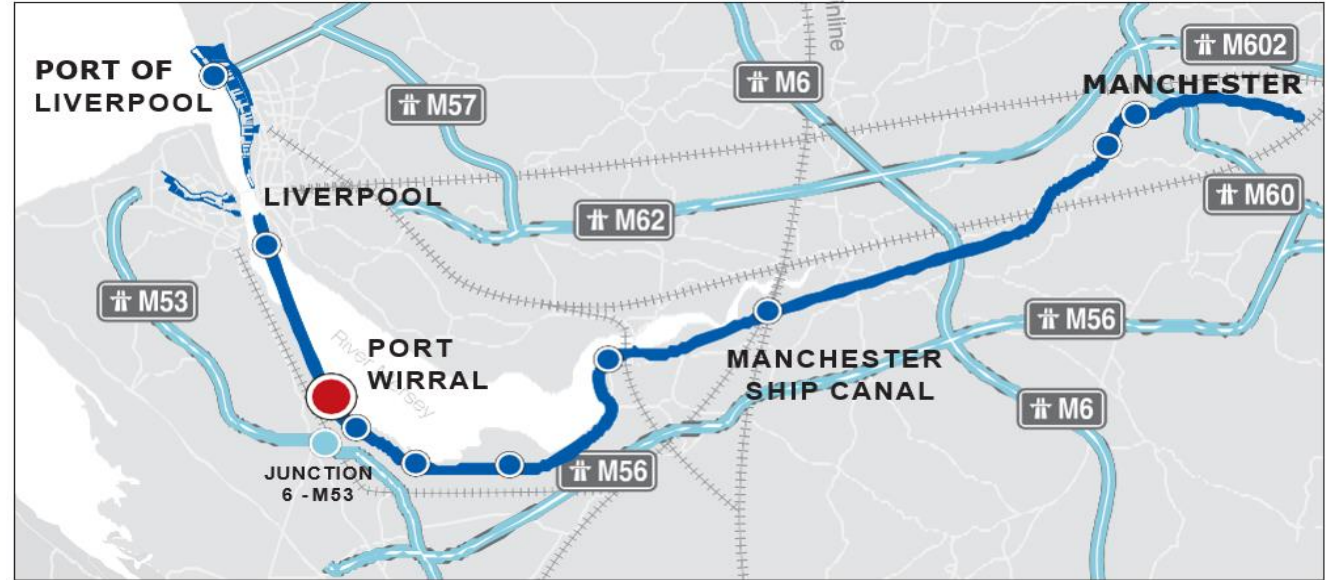 inline
M602
PORT OF
LIVERPOOL
M57
M6
MANCHESTER
LIVERPOOL
M62
M60
M53
PORT
WIRRAL
River Mersey
M56
MANCHESTER
SHIP CANAL
M6
JUNCTION
6 - M53
M56